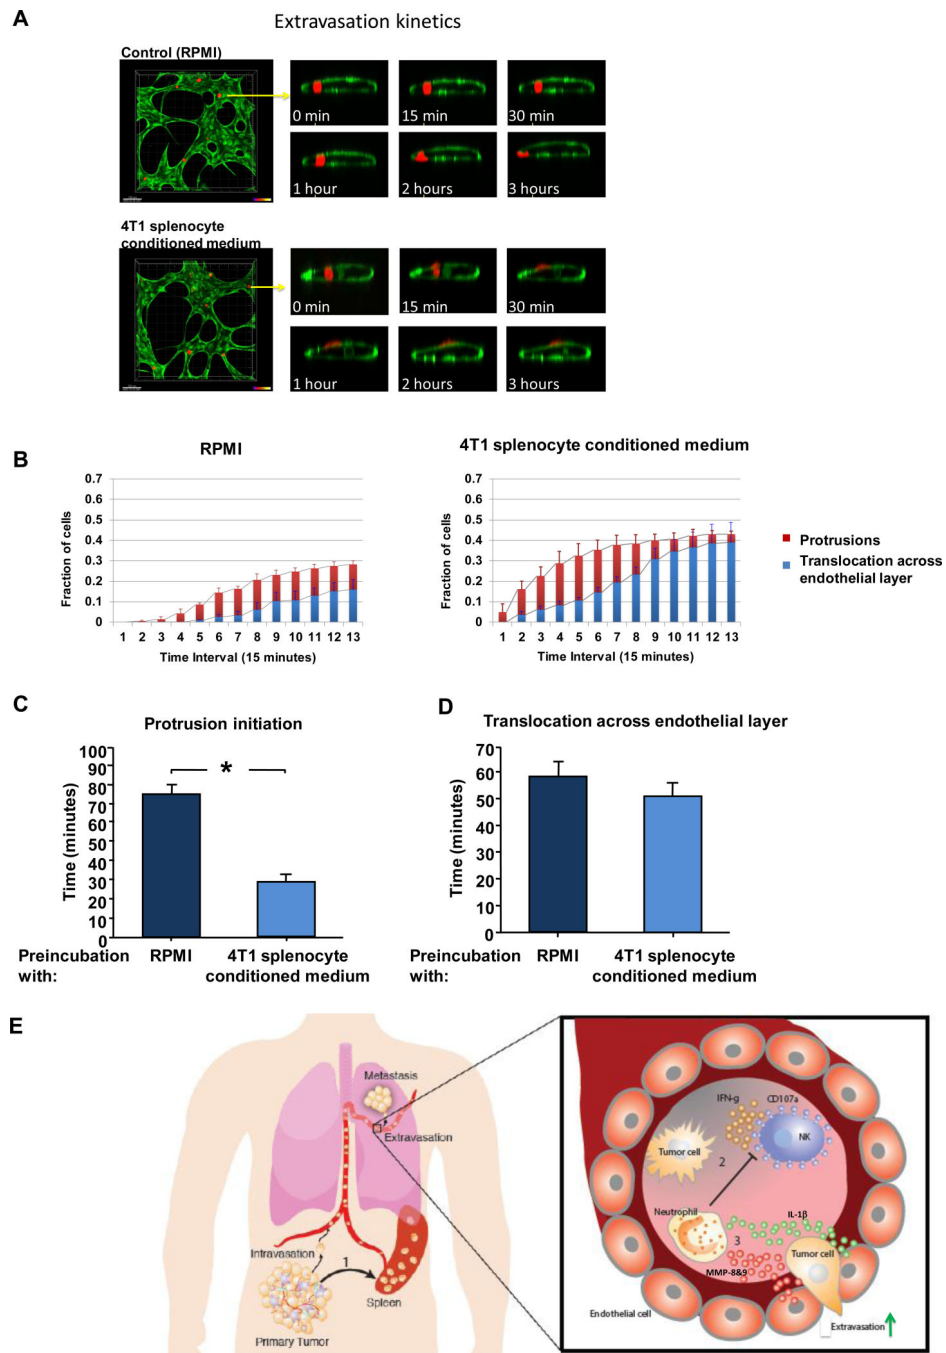 A
Extravasation kinetics
Control (RPMI)
0 min
15 min
30 min
1 hour
2 hours
3 hours
4T1 splenocyte
conditioned medium
0 min
15 min
30 min
1 hour
2 hours
3 hours
B
RPMI
Fraction of cells
0.7
0.6
0.5
0.4
0.3
0.2
0.1
0
1 2 3 4 5 6 7 8 9 10 11 12 13
Time Interval (15 minutes)
4T1 splenocyte conditioned medium
Fraction of cells
0.7
0.6
0.5
0.4
0.3
0.2
0.1
0
1 2 3 4 5 6 7 8 9 10 11 12 13
Time Interval (15 minutes)
Protrusions
Translocation across
endothelial layer
C
Protrusion initiation
Time (minutes)
100
90
80
70
60
50
40
30
20
10
0
*
Preincubation
with:
RPMI
4T1 splenocyte
conditioned medium
D
Translocation across endothelial layer
Time (minutes)
70
60
50
40
30
20
10
0
Preincubation
with:
RPMI
4T1 splenocyte
conditioned medium
E
Metastasis
Extravasation
Intravasation
1
Spleen
Primary Tumor
IFN-g
CD107a
NK
Tumor cell
2
Neutrophil
IL-1β
3
Tumor cell
MMP-8&9
Endothelial cell
Extravasation